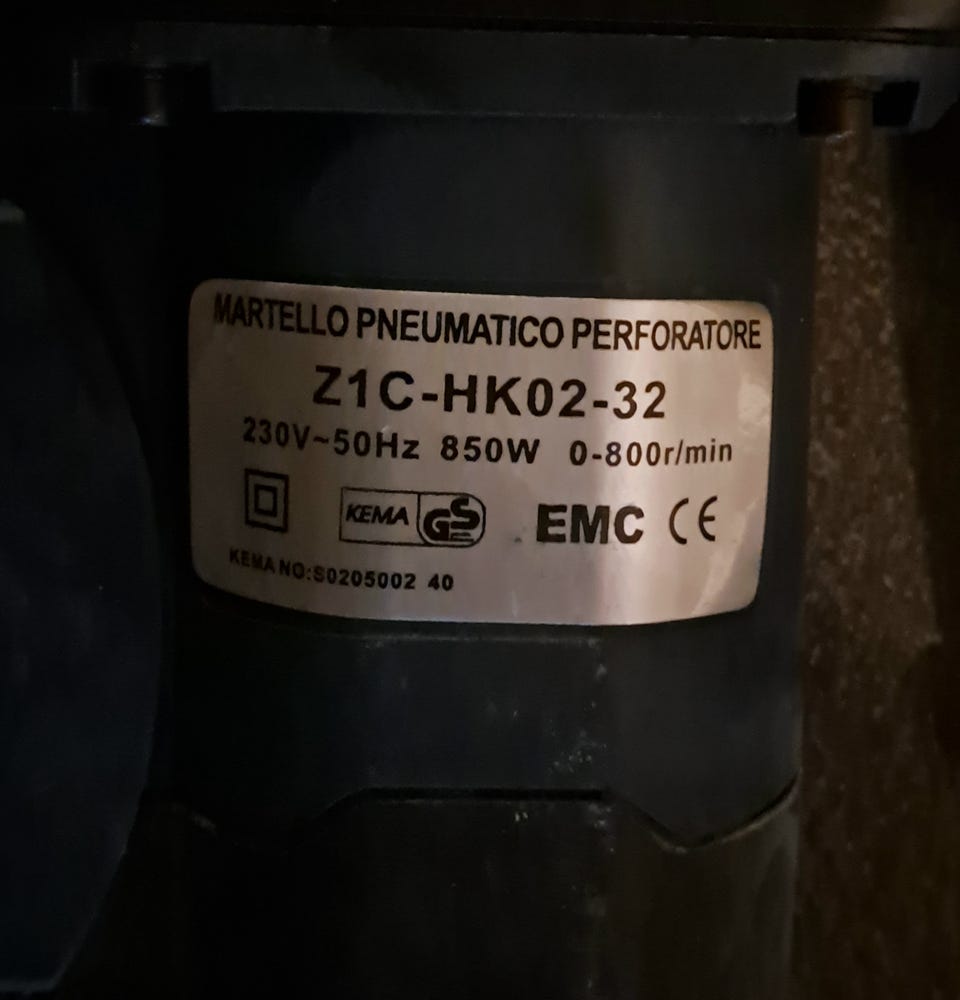 MARTELLO PNEUMATICO PERFORATORE
Z1C-HK02-32
230V~50Hz 850W 0-800r/min
KEMA GS EMC CE
KEMA NO:S0205002 40